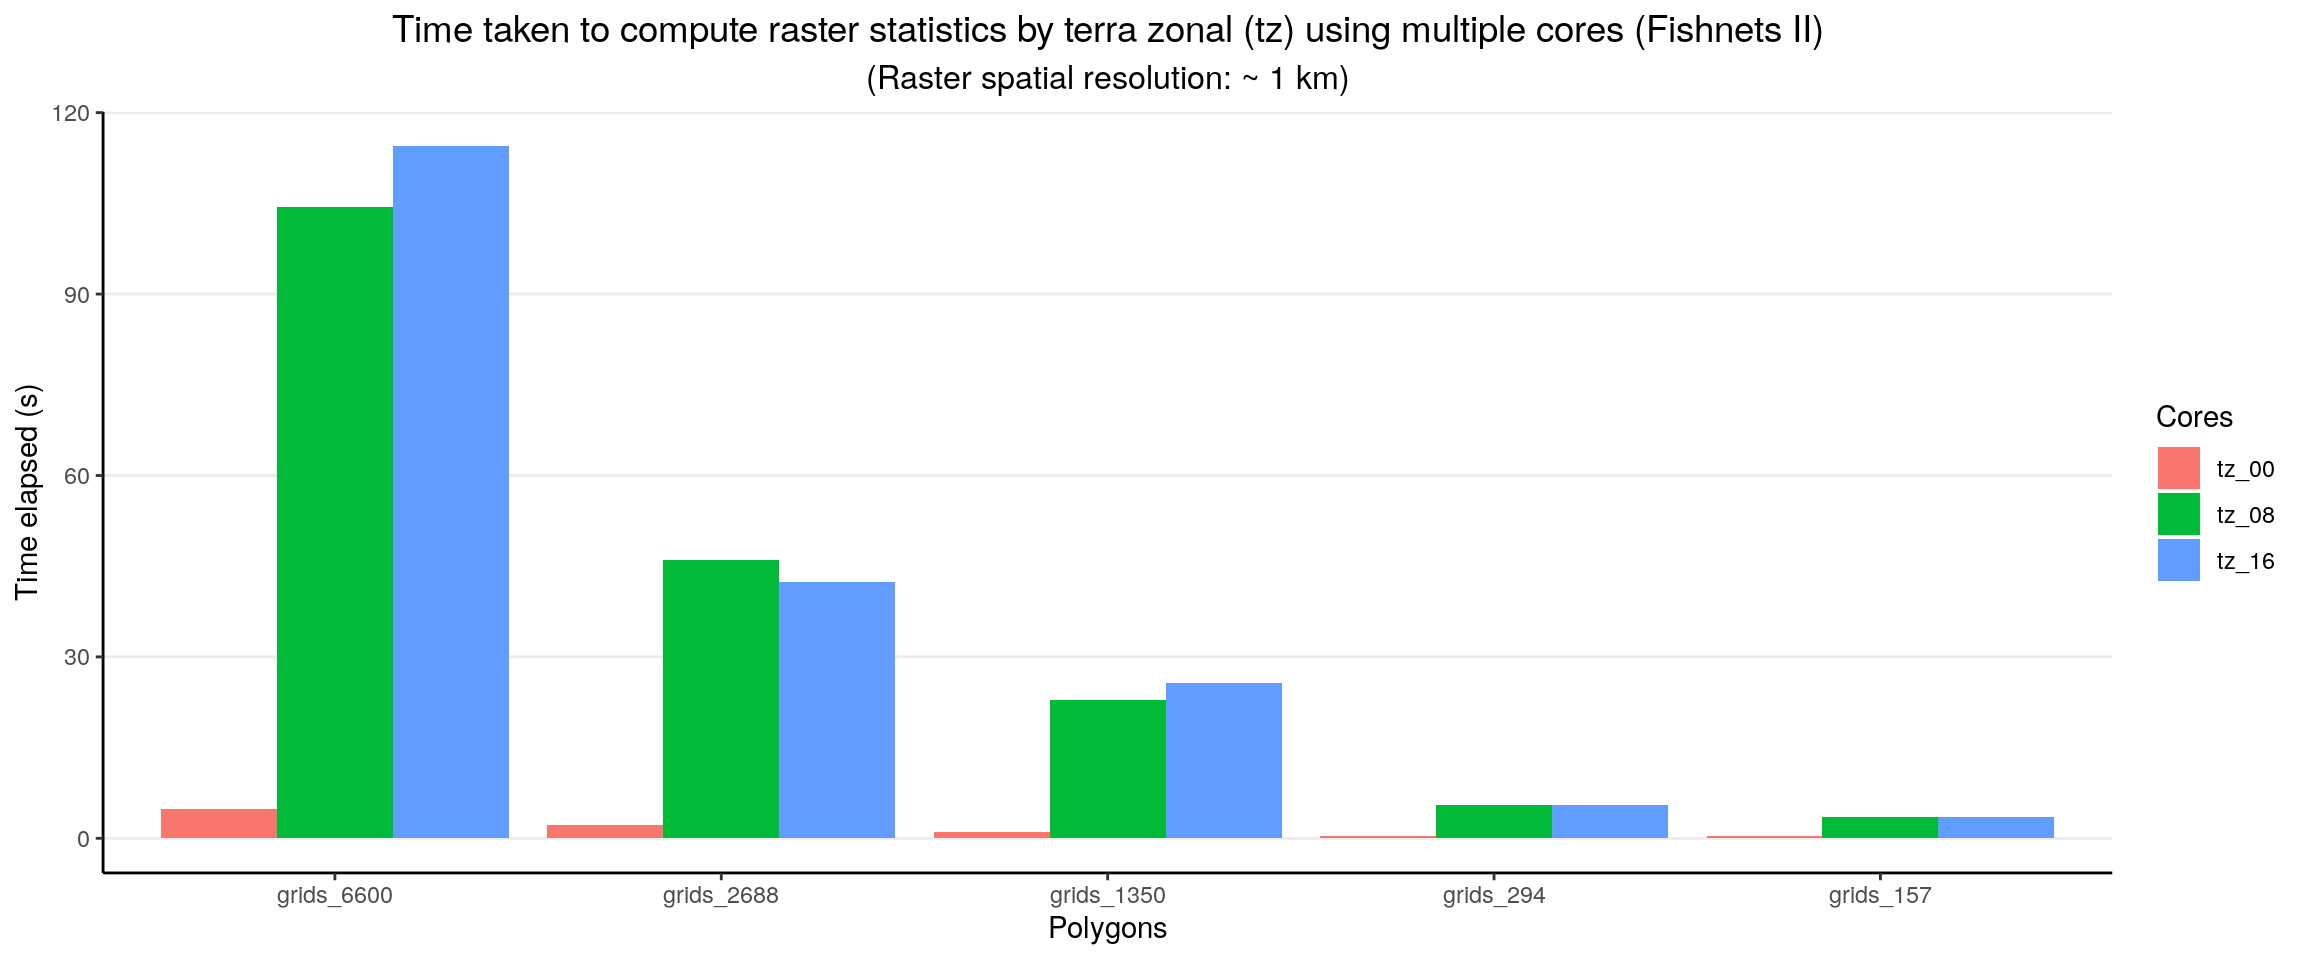 Time taken to compute raster statistics by terra zonal (tz) using multiple cores (Fishnets II)
(Raster spatial resolution: ~ 1 km)
Time elapsed (s)
120
90
60
30
0
grids_6600
grids_2688
grids_1350
grids_294
grids_157
Polygons
Cores
tz_00
tz_08
tz_16